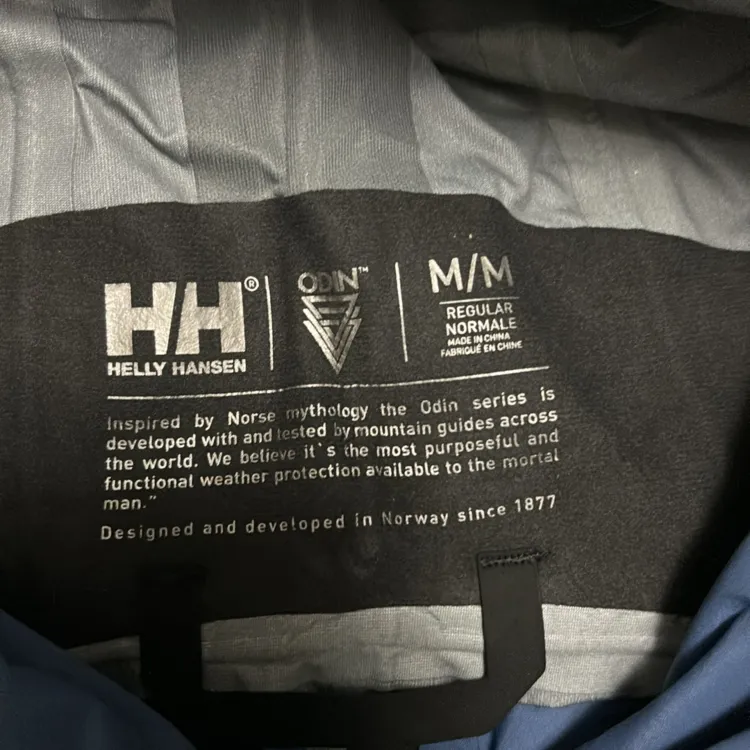 HH®
HELLY HANSEN
ODIN™
M/M
REGULAR
NORMALE
MADE IN CHINA
FABRIQUÉ EN CHINE
Inspired by Norse mythology the Odin series is
developed with and tested by mountain guides across
the world. We believe it`s the most purposeful and
functional weather protection available to the mortal
man."
Designed and developed in Norway since 1877